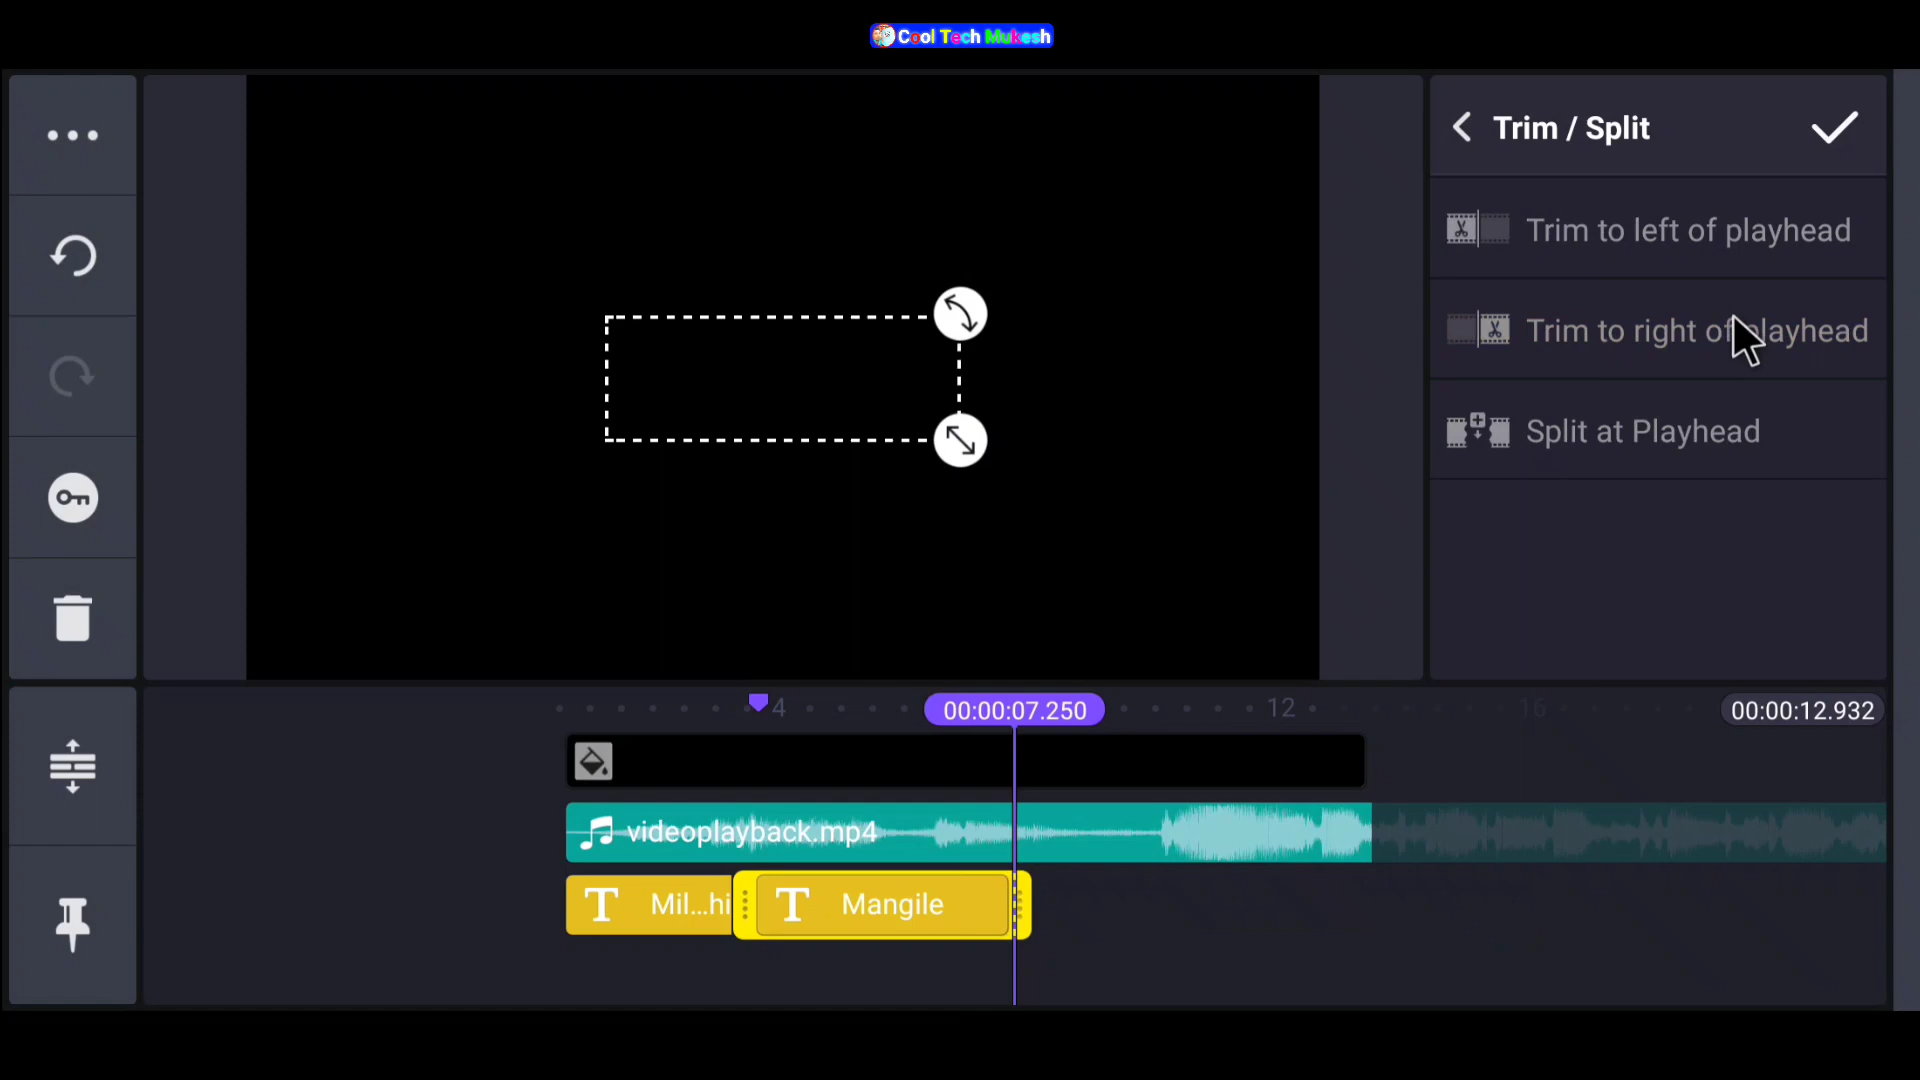 Cool Tech Mukesh
Trim / Split
Trim to left of playhead
Trim to right of playhead
Split at Playhead
4
00:00:07.250
12
16
00:00:12.932
videoplayback.mp4
T Mil...hi
T Mangile